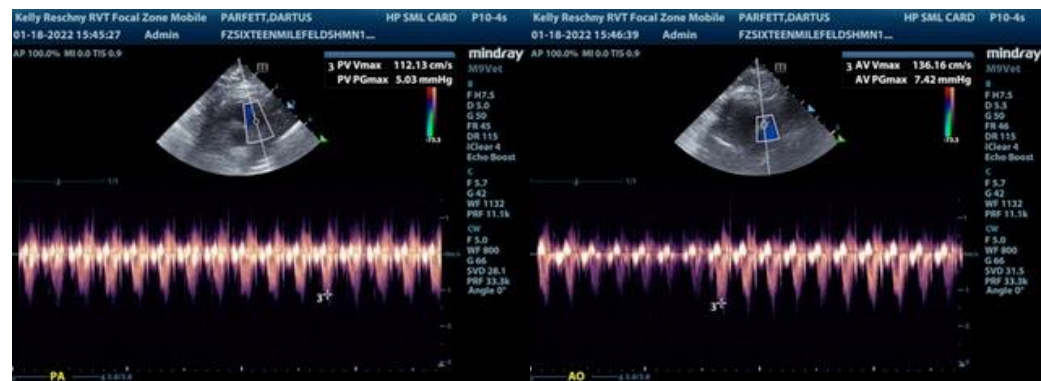 Kelly Reschny RVT Focal Zone Mobile PARFETT,DARTUS HP SML CARD P10-4s
01-18-2022 15:45:27 Admin FZSIXTEENMILEFELDSHMN1...
AP 100.0% MI 0.0 TIS 0.9
mindray
3 PV Vmax 112.13 cm/s
PV PGmax 5.03 mmHg
M9Vet
B
F H7.5
D 5.0
G 50
FR 45
DR 115
iClear 4
Echo Boost
C
F 5.7
G 42
WF 1132
PRF 11.1k
CW
F 5.0
WF 800
G 66
SVD 28.1
PRF 33.3k
Angle 0°
3
PA
Kelly Reschny RVT Focal Zone Mobile PARFETT,DARTUS HP SML CARD P10-4s
01-18-2022 15:46:39 Admin FZSIXTEENMILEFELDSHMN1...
AP 100.0% MI 0.0 TIS 0.9
mindray
3 AV Vmax 136.16 cm/s
AV PGmax 7.42 mmHg
M9Vet
B
F H7.5
D 5.5
G 50
FR 46
DR 115
iClear 4
Echo Boost
C
F 5.7
G 42
WF 1132
PRF 11.1k
CW
F 5.0
WF 800
G 66
SVD 31.5
PRF 33.3k
Angle 0°
3
AO